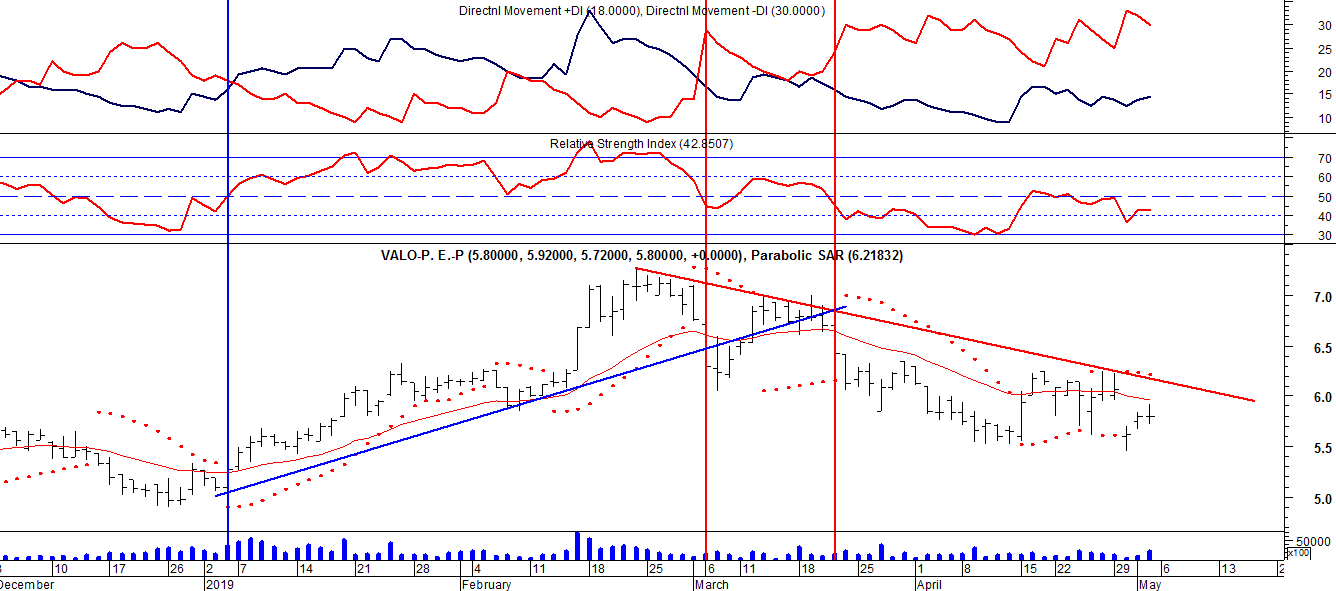 Directnl Movement +DI (18.0000), Directnl Movement -DI (30.0000)
30
25
20
15
10
Relative Strength Index (42.8507)
70
60
50
40
30
VALO-P. E.-P (5.80000, 5.92000, 5.72000, 5.80000, +0.0000), Parabolic SAR (6.21832)
7.0
6.5
6.0
5.5
5.0
50000
x100
10 17 26 2 7 14 21 28 4 11 18 25 6 11 18 25 1 8 15 22 29 6 13 2
December 2019 February March April May